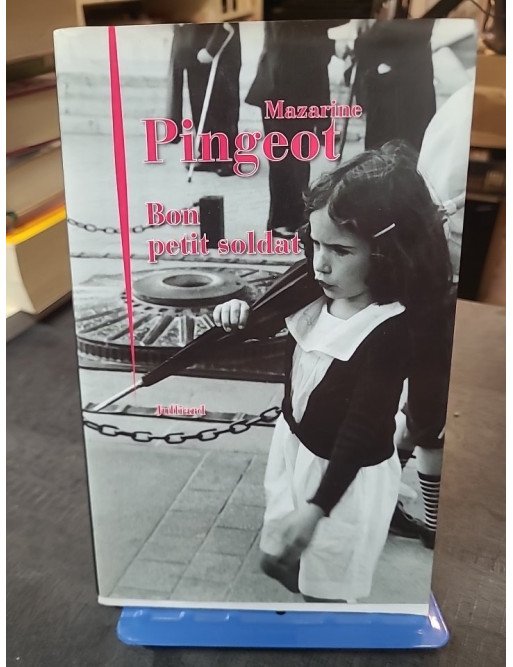 Mazarine
Pingeot
Bon
petit soldat
Julliard